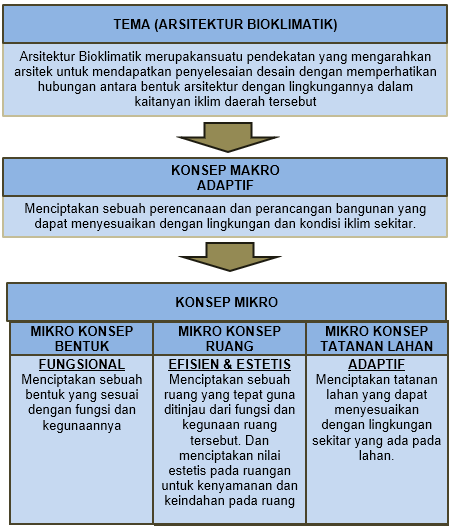 TEMA (ARSITEKTUR BIOKLIMATIK)
Arsitektur Bioklimatik merupakansuatu pendekatan yang mengarahkan
arsitek untuk mendapatkan penyelesaian desain dengan memperhatikan
hubungan antara bentuk arsitektur dengan lingkungannya dalam
kaitanyna iklim daerah tersebut
KONSEP MAKRO
ADAPTIF
Menciptakan sebuah perencanaan dan perancangan bangunan yang
dapat menyesuaikan dengan lingkungan dan kondisi iklim sekitar.
KONSEP MIKRO
MIKRO KONSEP
BENTUK
FUNGSIONAL
Menciptakan sebuah
bentuk yang sesuai
dengan fungsi dan
kegunaannya
MIKRO KONSEP
RUANG
EFISIEN & ESTETIS
Menciptakan sebuah
ruang yang tepat guna
ditinjau dari fungsi dan
kegunaan ruang
tersebut. Dan
menciptakan nilai
estetis pada ruangan
untuk kenyamanan dan
keindahan pada ruang
MIKRO KONSEP
TATANAN LAHAN
ADAPTIF
Menciptakan tatanan
lahan yang dapat
menyesuaikan
dengan lingkungan
sekitar yang ada pada
lahan.